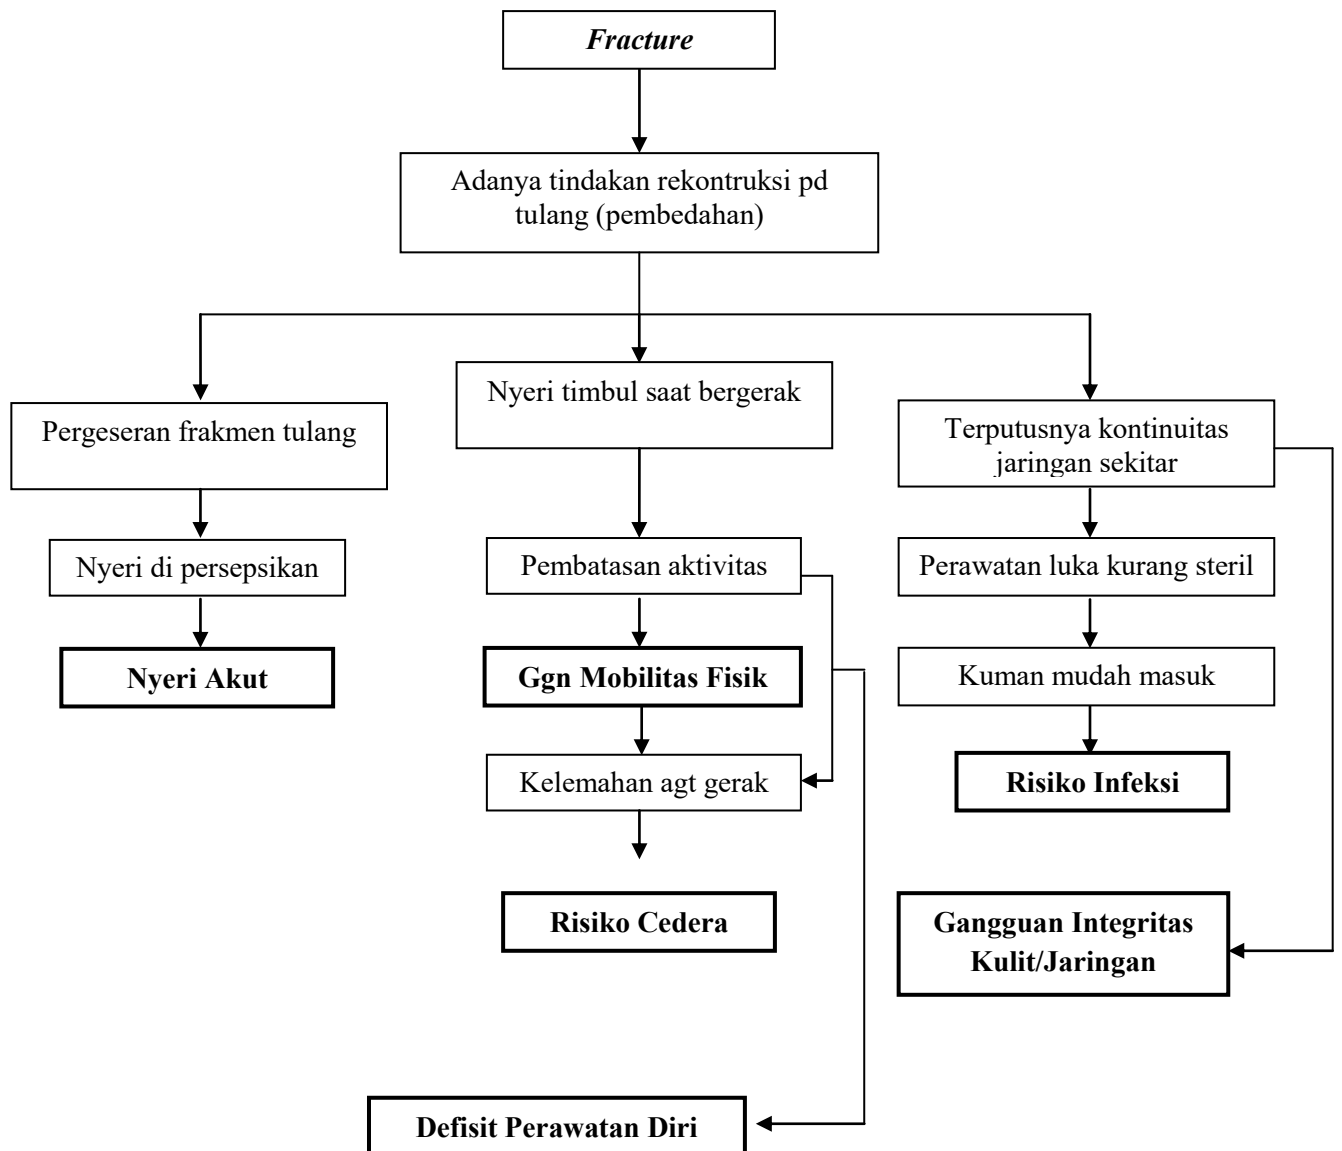 Fracture
Adanya tindakan rekontruksi pd
tulang (pembedahan)
Nyeri timbul saat bergerak
Pergeseran frakmen tulang
Terputusnya kontinuitas
jaringan sekitar
Nyeri di persepsikan
Pembatasan aktivitas
Perawatan luka kurang steril
Nyeri Akut
Ggn Mobilitas Fisik
Kuman mudah masuk
Kelemahan agt gerak
Risiko Infeksi
Risiko Cedera
Gangguan Integritas
Kulit/Jaringan
Defisit Perawatan Diri